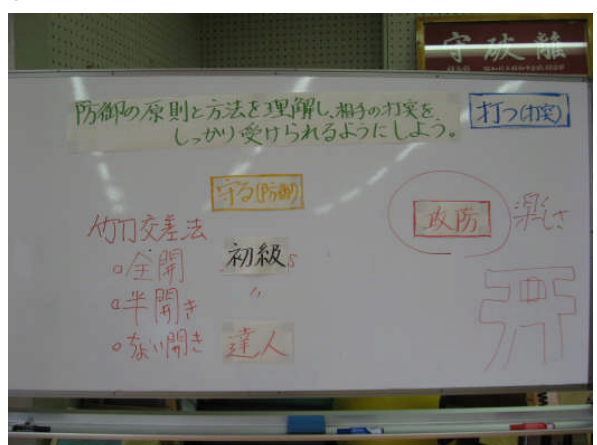 守破離
防御の原則と方法を理解し、相手の打突を
しっかり受けられるようにしよう。
打つ(打突)
守る(防御)
攻防
楽しさ
竹刀交差法
○全開 初級
○半開き 〃
○ない開き 達人